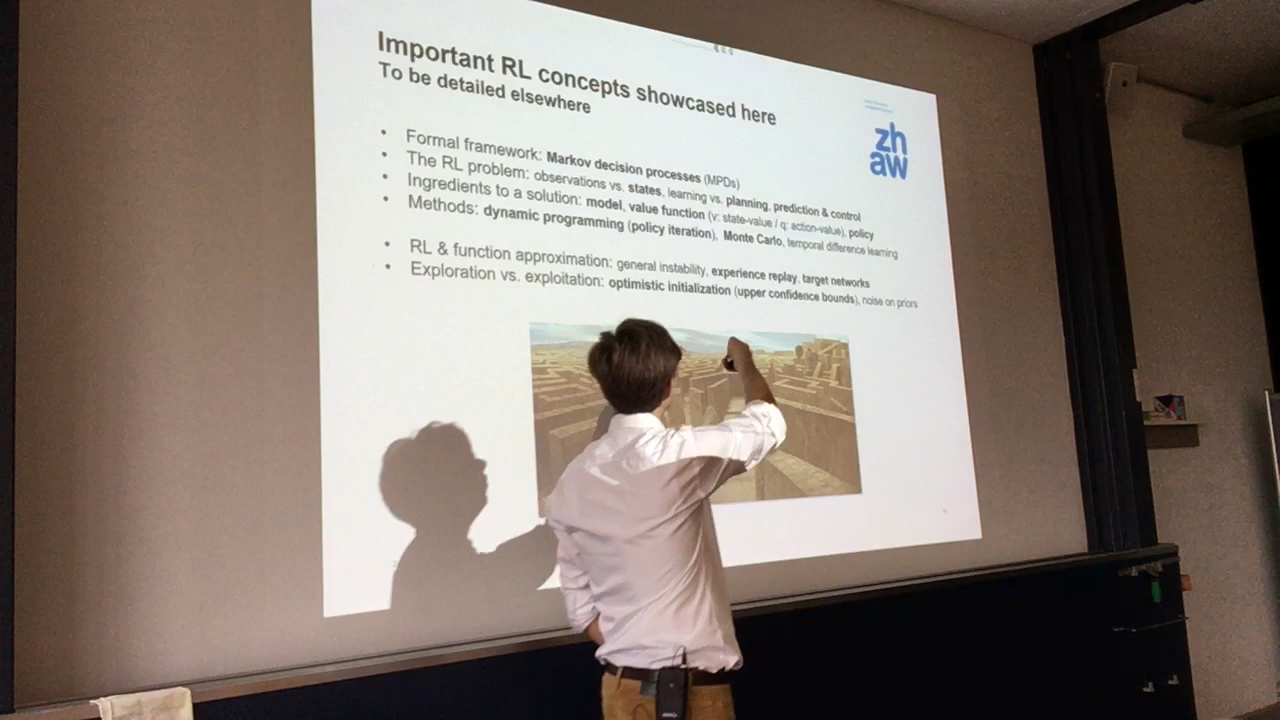 Important RL concepts showcased here
To be detailed elsewhere
• Formal framework: Markov decision processes (MPDs)
• The RL problem: observations vs. states, learning vs. planning, prediction & control
• Ingredients to a solution: model, value function (v: state-value / q: action-value), policy
• Methods: dynamic programming (policy iteration), Monte Carlo, temporal difference learning
• RL & function approximation: general instability, experience replay, target networks
• Exploration vs. exploitation: optimistic initialization (upper confidence bounds), noise on priors
zh
aw